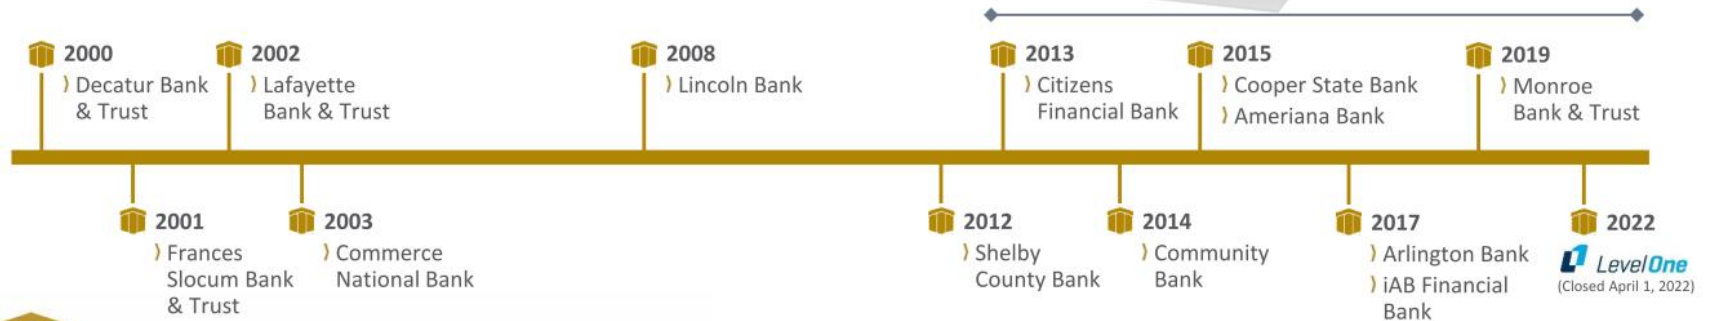 2000
⟩ Decatur Bank
& Trust
2002
⟩ Lafayette
Bank & Trust
2008
⟩ Lincoln Bank
2013
⟩ Citizens
Financial Bank
2015
⟩ Cooper State Bank
⟩ Ameriana Bank
2019
⟩ Monroe
Bank & Trust
2001
⟩ Frances
Slocum Bank
& Trust
2003
⟩ Commerce
National Bank
2012
⟩ Shelby
County Bank
2014
⟩ Community
Bank
2017
⟩ Arlington Bank
⟩ iAB Financial
Bank
2022
Level One
(Closed April 1, 2022)